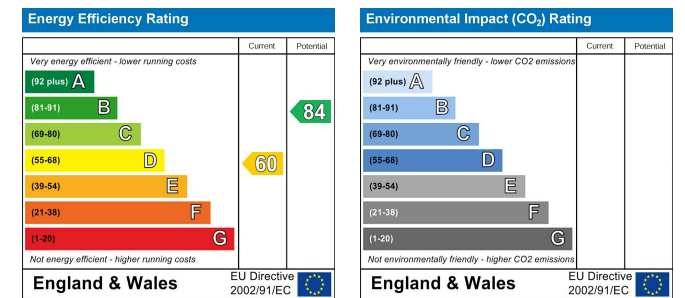 Energy Efficiency Rating
Current Potential
Very energy efficient - lower running costs
(92 plus) A
(81-91) B
84
(69-80) C
(55-68) D
60
(39-54) E
(21-38) F
(1-20) G
Not energy efficient - higher running costs
England & Wales
EU Directive
2002/91/EC
Environmental Impact (CO2) Rating
Current Potential
Very environmentally friendly - lower CO2 emissions
(92 plus) A
(81-91) B
(69-80) C
(55-68) D
(39-54) E
(21-38) F
(1-20) G
Not environmentally friendly - higher CO2 emissions
England & Wales
EU Directive
2002/91/EC